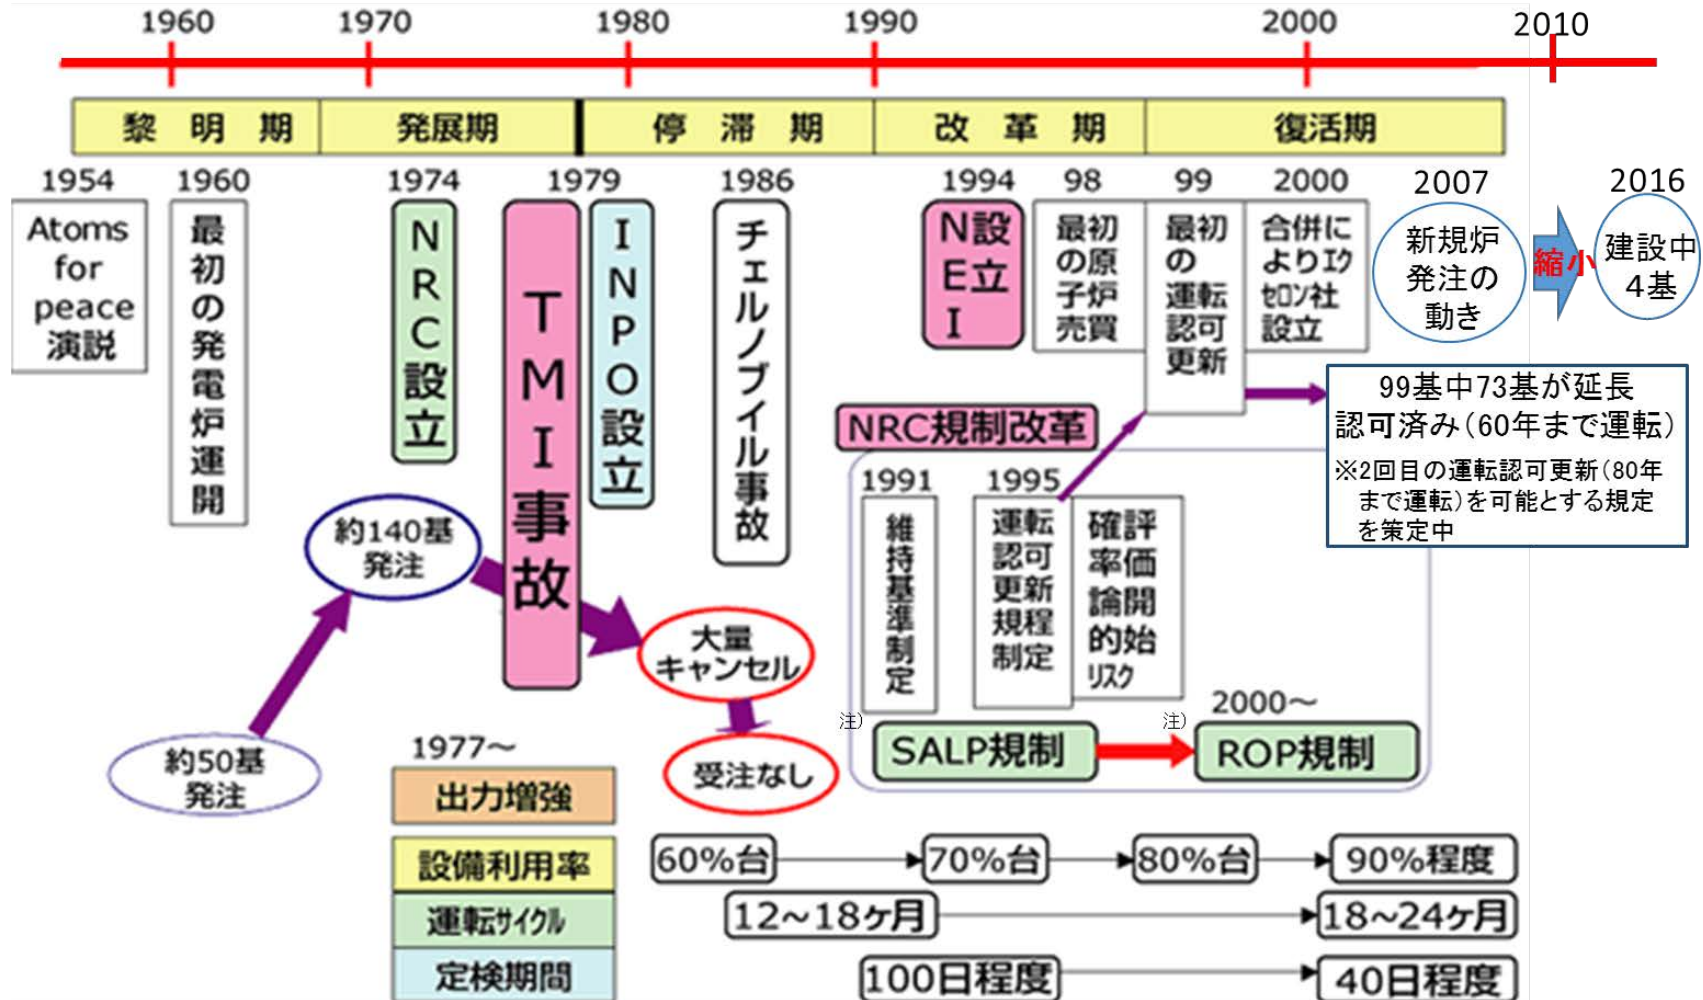 1960
1970
1980
1990
2000
2010
黎 明 期
発展期
停 滞 期
改 革 期
復活期
1954
Atoms
for
peace
演説
1960
最初の発電炉運開
1974
NRC設立
1979
TMI事故
INPO設立
1986
チェルノブイル事故
1994
NEI
設立
98
最初
の原
子炉
売買
99
最初
の
運転
認可
更新
2000
合併に
よりエク
セロン社
設立
2007
新規炉
発注の
動き
縮小
2016
建設中
4基
99基中73基が延長
認可済み(60年まで運転)
※2回目の運転認可更新(80年
まで運転)を可能とする規定
を策定中
NRC規制改革
1991
維持基準制定
1995
運転
認可
更新
規程
制定
確率論的リスク
評価開始
約140基
発注
約50基
発注
大量
キャンセル
受注なし
注)
SALP規制
注)
2000～
ROP規制
1977～
出力増強
設備利用率
60%台
70%台
80%台
90%程度
運転サイクル
12～18ヶ月
18～24ヶ月
定検期間
100日程度
40日程度